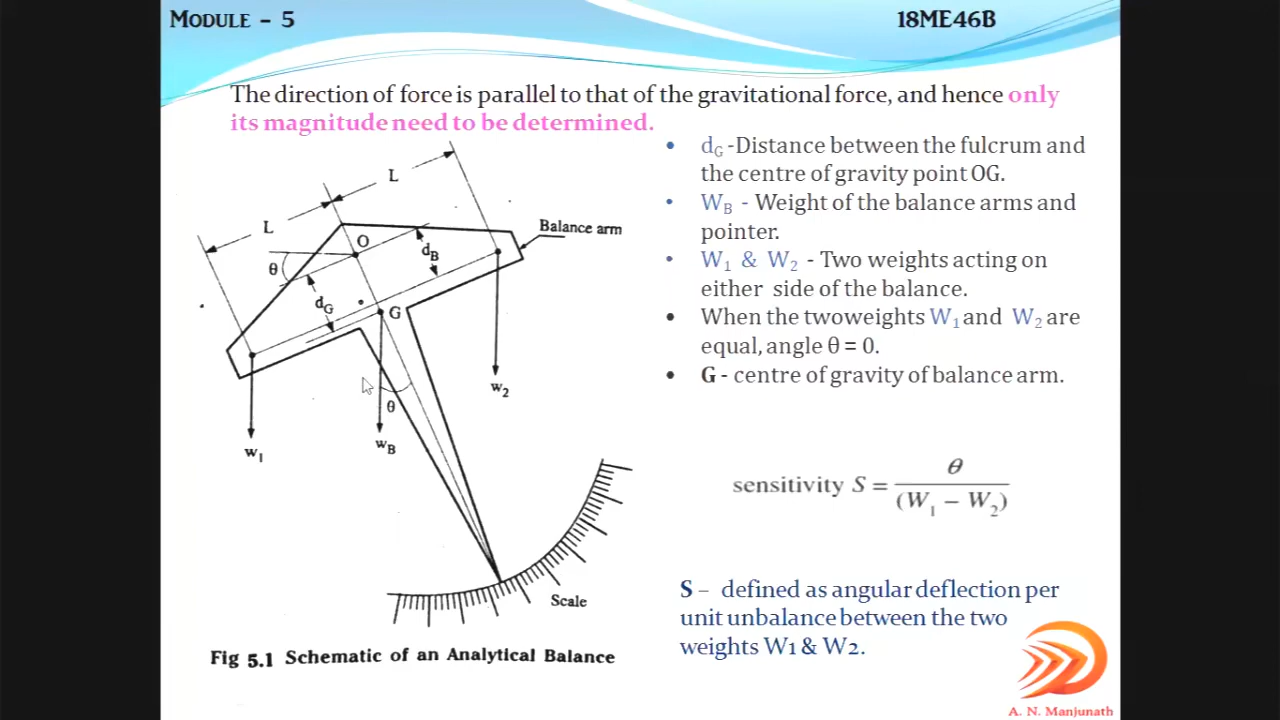 MODULE – 5
18ME46B
The direction of force is parallel to that of the gravitational force, and hence only
its magnitude need to be determined.
• dG -Distance between the fulcrum and
the centre of gravity point OG.
• WB - Weight of the balance arms and
pointer.
• W1 & W2 - Two weights acting on
either side of the balance.
• When the twoweights W1 and W2 are
equal, angle θ = 0.
• G - centre of gravity of balance arm.
L
L
O
Balance arm
dB
θ
dG
G
W2
θ
W1
WB
Scale
Fig 5.1 Schematic of an Analytical Balance
sensitivity S = θ / (W1 – W2)
S – defined as angular deflection per
unit unbalance between the two
weights W1 & W2.
A. N. Manjunath